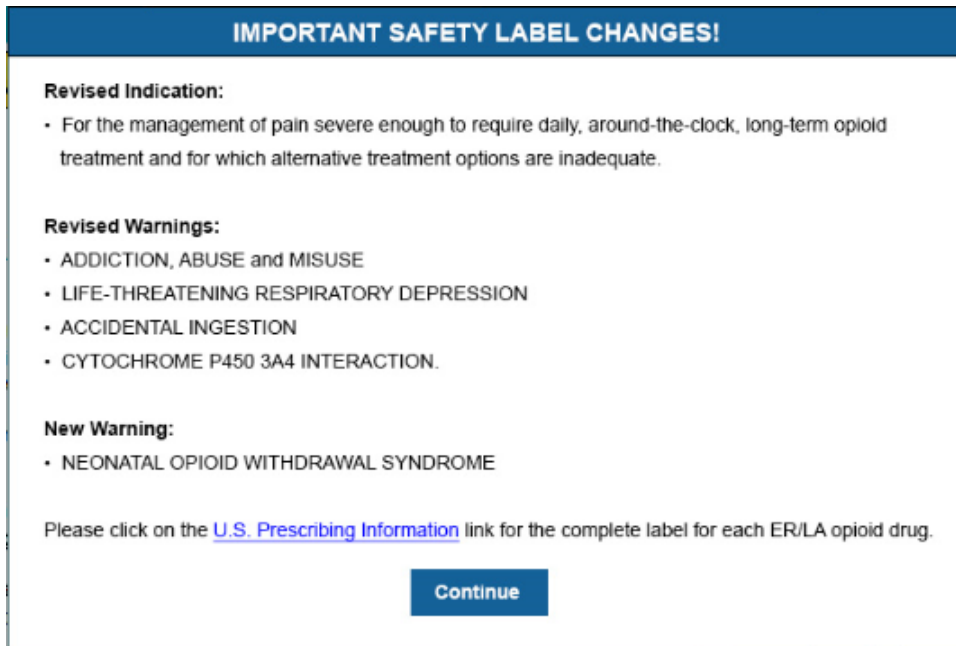 IMPORTANT SAFETY LABEL CHANGES!
Revised Indication:
• For the management of pain severe enough to require daily, around-the-clock, long-term opioid
treatment and for which alternative treatment options are inadequate.
Revised Warnings:
• ADDICTION, ABUSE and MISUSE
• LIFE-THREATENING RESPIRATORY DEPRESSION
• ACCIDENTAL INGESTION
• CYTOCHROME P450 3A4 INTERACTION.
New Warning:
• NEONATAL OPIOID WITHDRAWAL SYNDROME
Please click on the U.S. Prescribing Information link for the complete label for each ER/LA opioid drug.
Continue